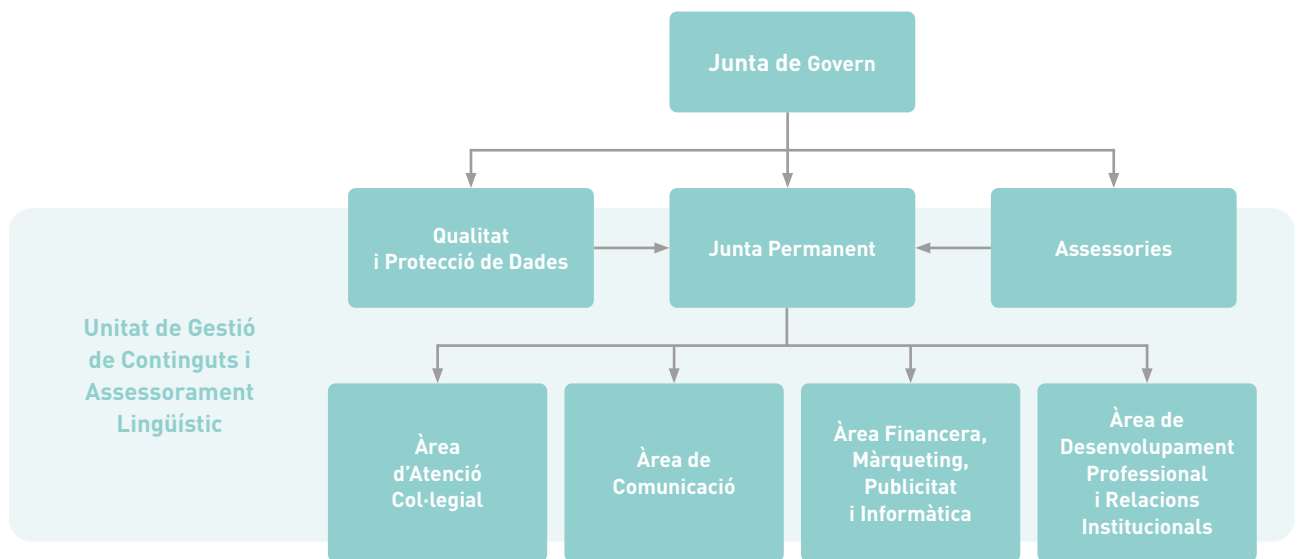 Junta de Govern
Qualitat
i Protecció de Dades
Junta Permanent
Assessories
Unitat de Gestió
de Continguts i
Assessorament
Lingüístic
Àrea
d'Atenció
Col·legial
Àrea de
Comunicació
Àrea Financera,
Màrqueting,
Publicitat
i Informàtica
Àrea de
Desenvolupament
Professional
i Relacions
Institucionals